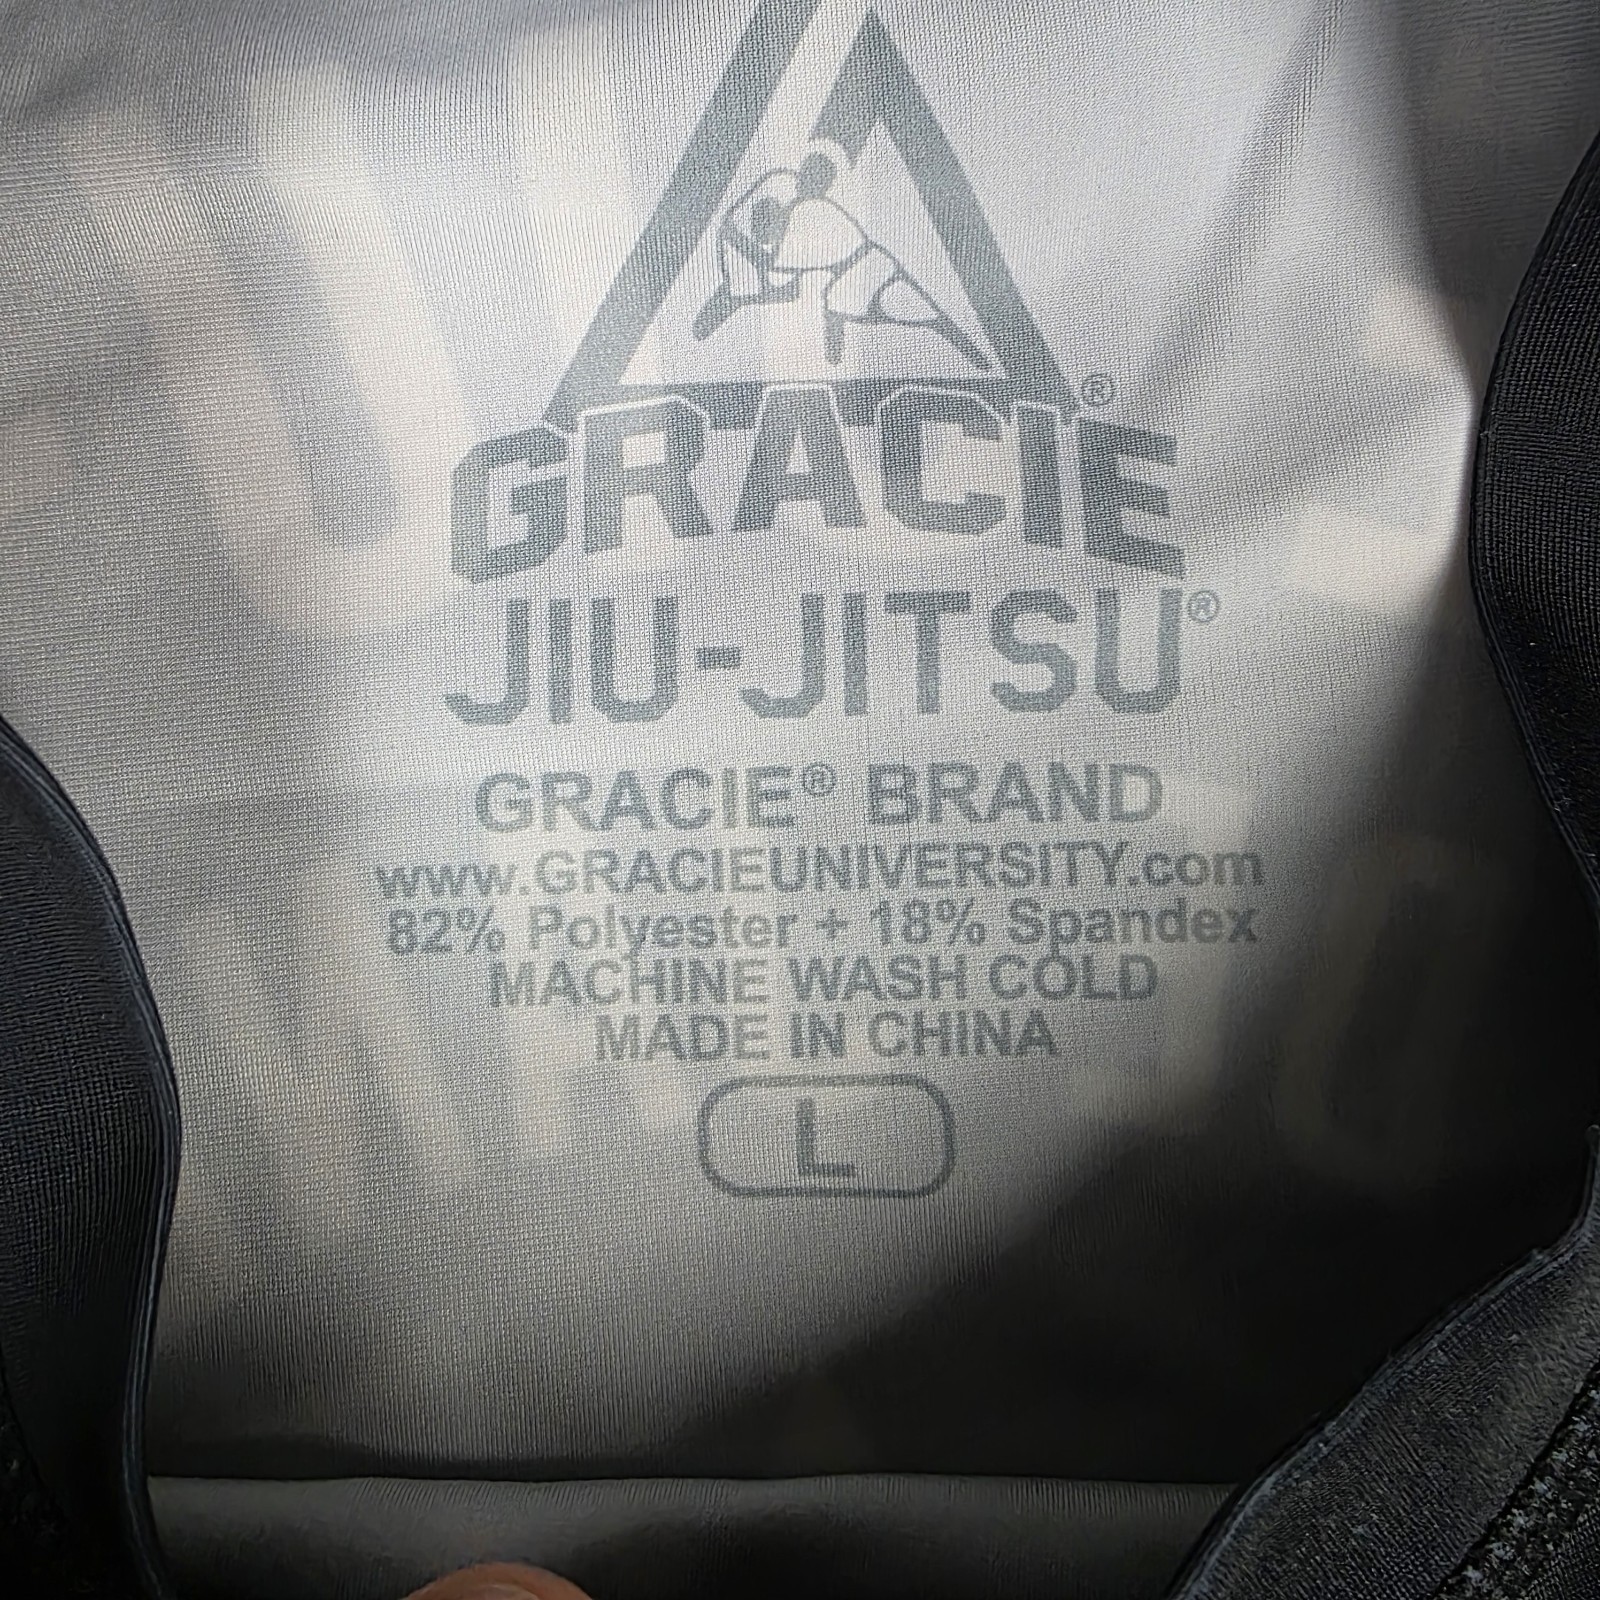 GRACIE®
JIU-JITSU®
GRACIE® BRAND
www.GRACIEUNIVERSITY.com
82% Polyester + 18% Spandex
MACHINE WASH COLD
MADE IN CHINA
L